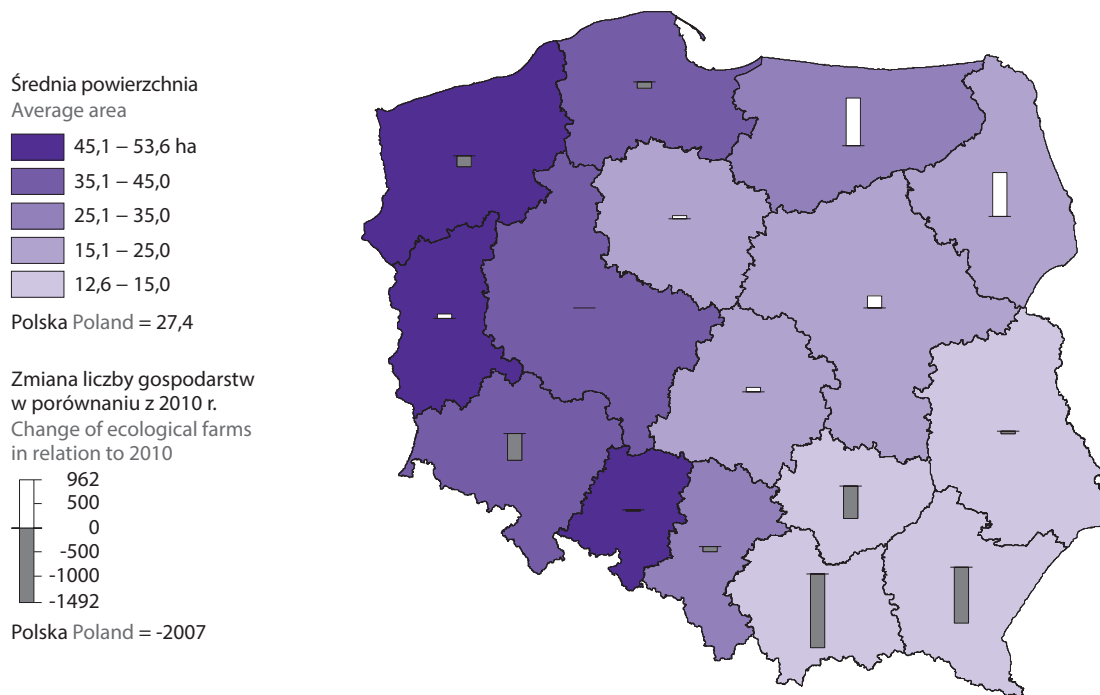 Średnia powierzchnia
Average area
45,1 – 53,6 ha
35,1 – 45,0
25,1 – 35,0
15,1 – 25,0
12,6 – 15,0
Polska Poland = 27,4
Zmiana liczby gospodarstw
w porównaniu z 2010 r.
Change of ecological farms
in relation to 2010
962
500
0
-500
-1000
-1492
Polska Poland = -2007